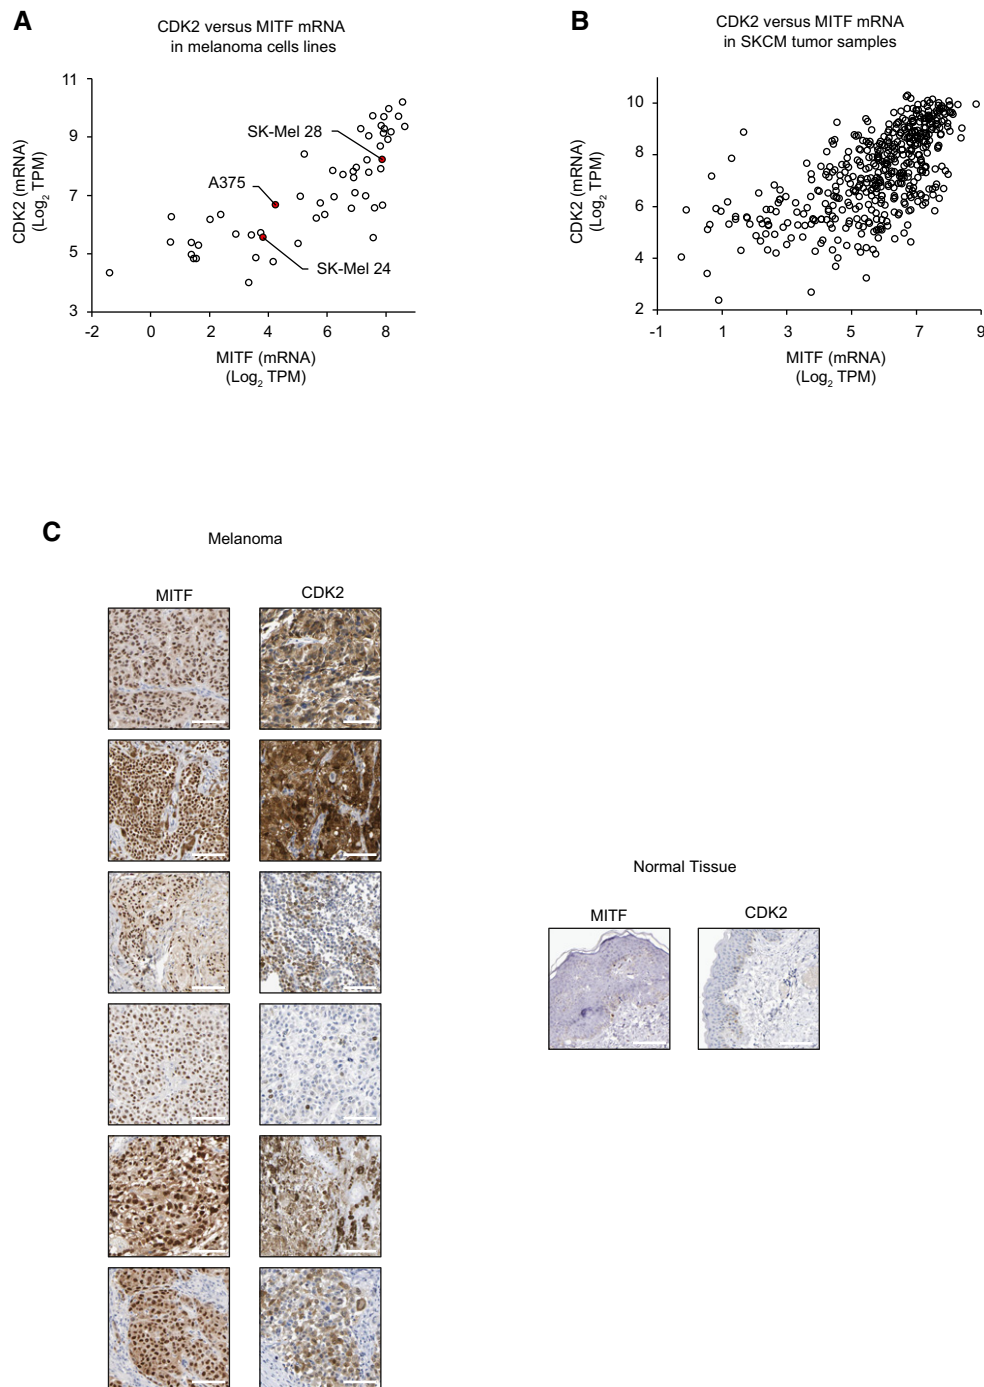 A
CDK2 versus MITF mRNA
in melanoma cells lines
11
9
7
5
3
CDK2 (mRNA)
(Log2 TPM)
SK-Mel 28
A375
SK-Mel 24
-2 0 2 4 6 8
MITF (mRNA)
(Log2 TPM)
B
CDK2 versus MITF mRNA
in SKCM tumor samples
10
8
6
4
2
CDK2 (mRNA)
(Log2 TPM)
-1 1 3 5 7 9
MITF (mRNA)
(Log2 TPM)
C
Melanoma
MITF CDK2
Normal Tissue
MITF CDK2